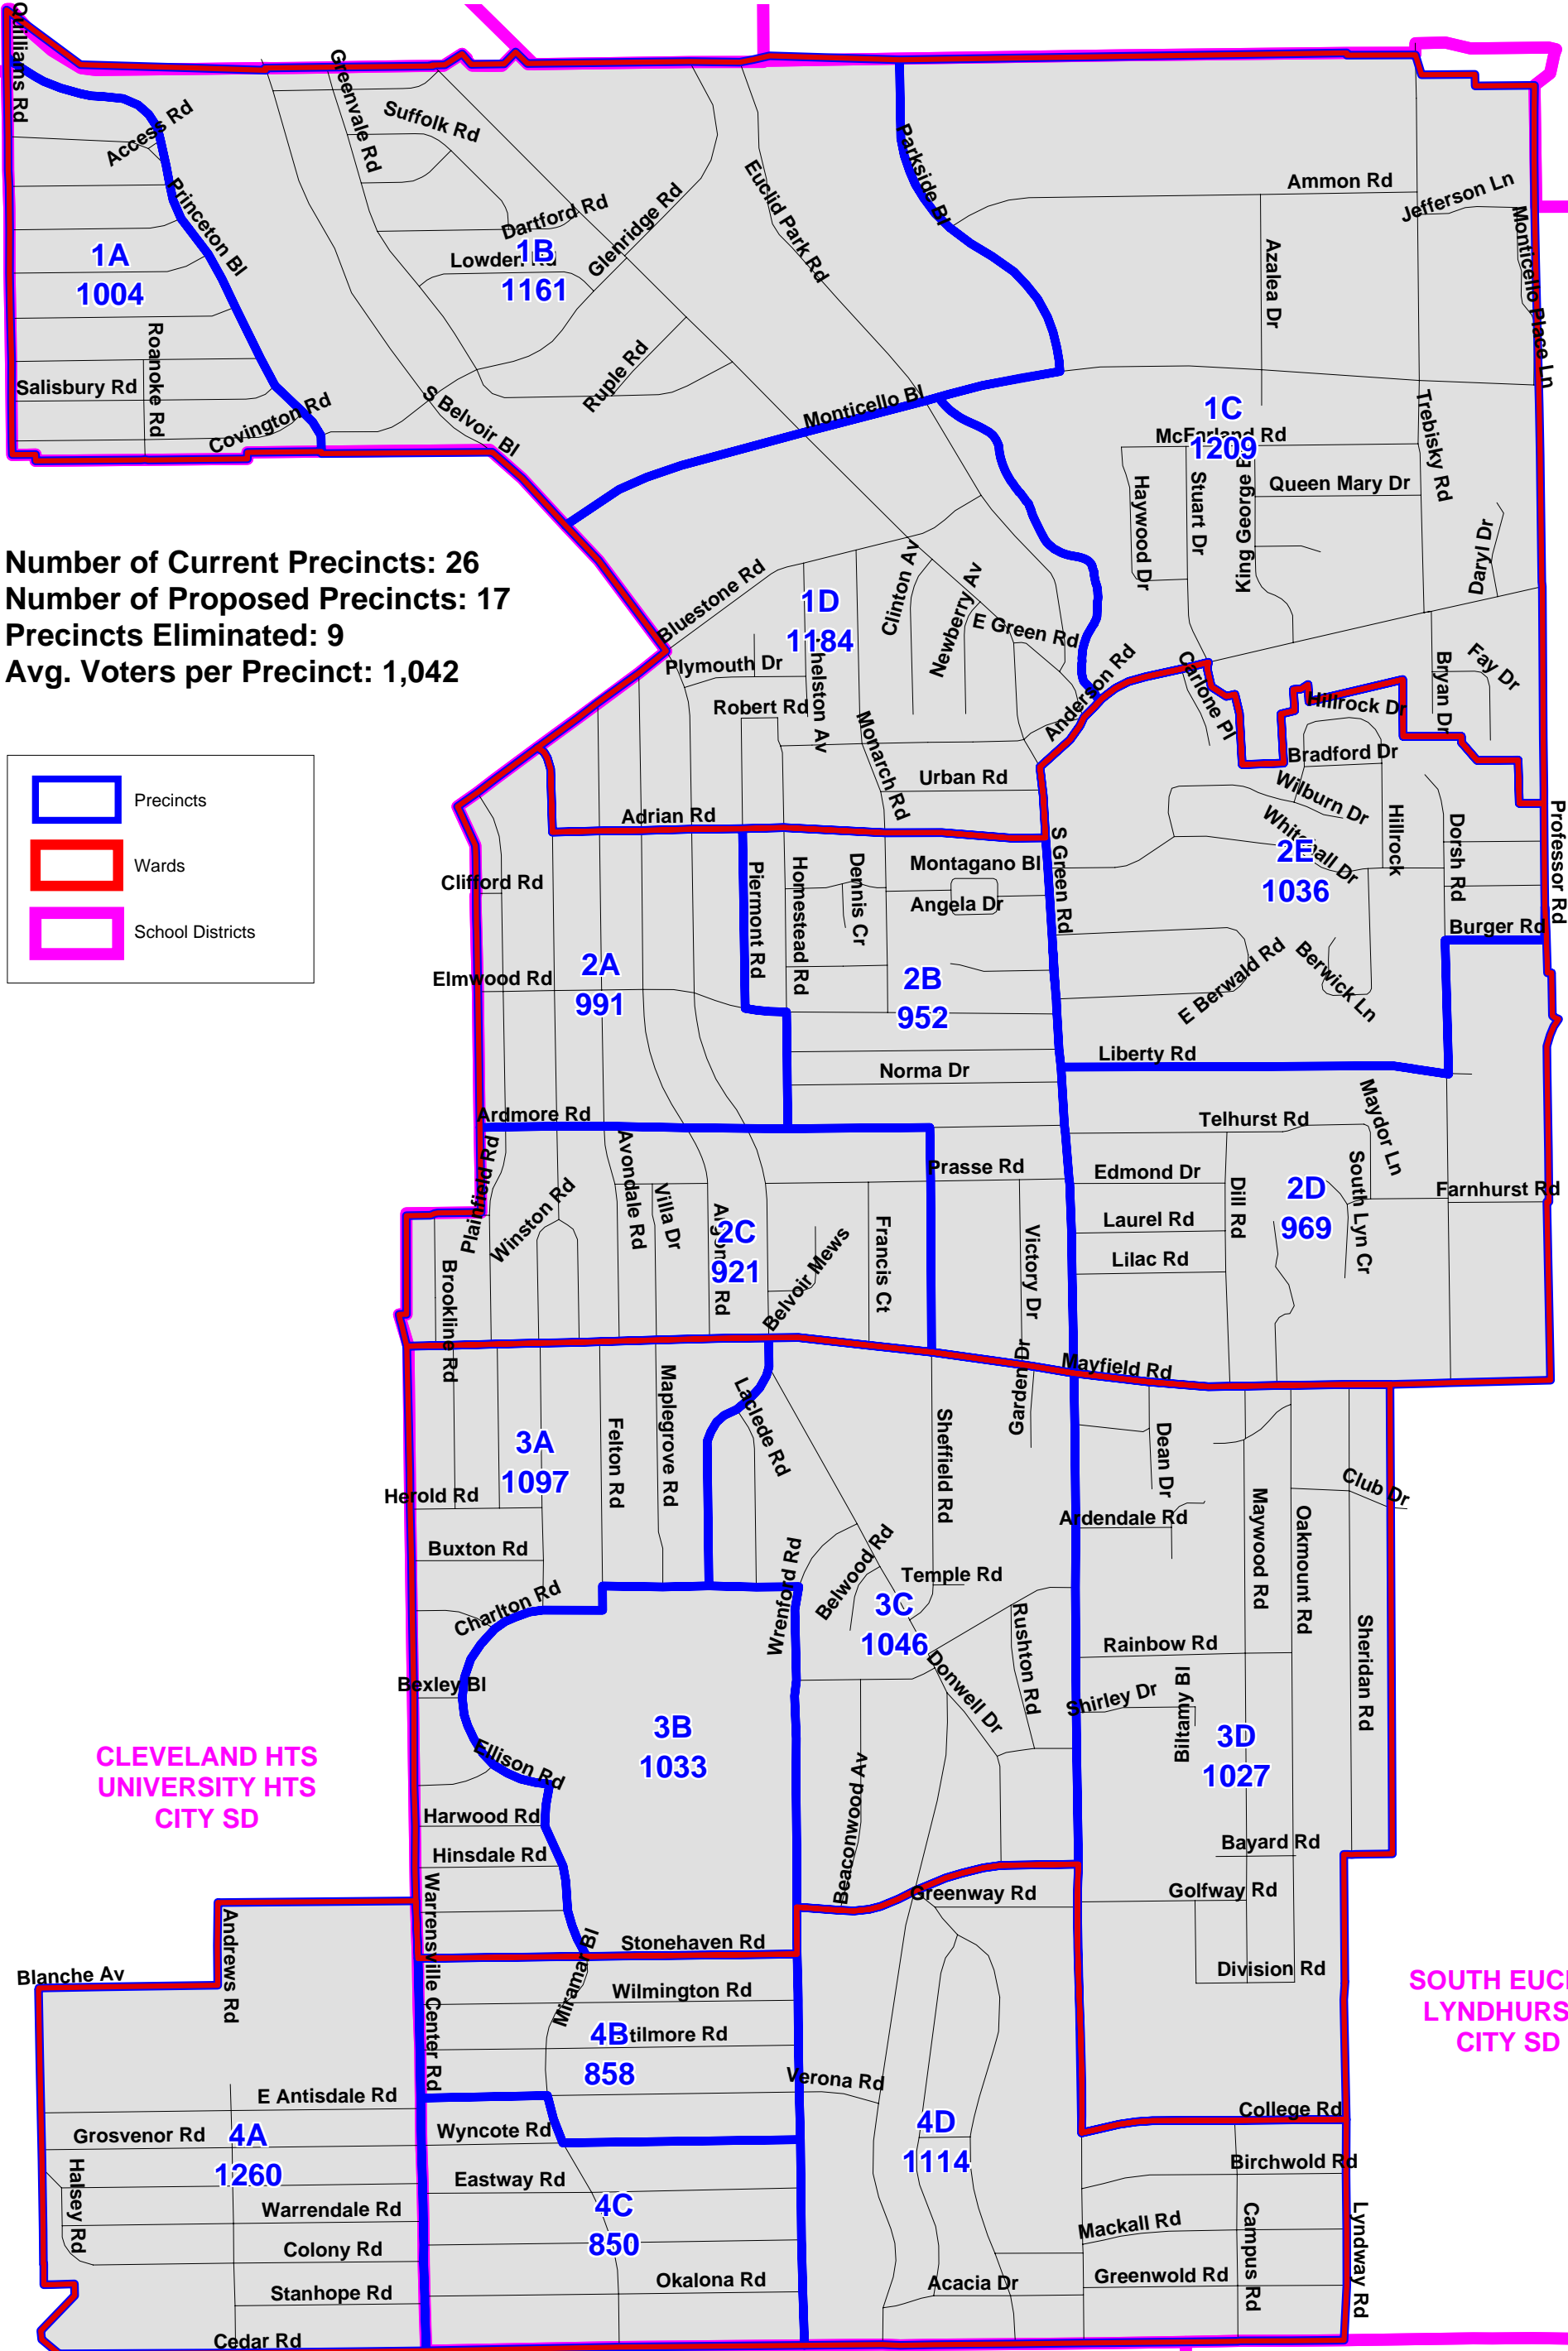 Quilliams Rd
Greenvale Rd
Suffolk Rd
Access Rd
Parkside Bl
Euclid Park Rd
Ammon Rd
Jefferson Ln
Princeton Bl
Dartford Rd
Glenridge Rd
Monticello Place Ln
1A
1004
1B
1161
Azalea Dr
Roanoke Rd
Ruple Rd
Salisbury Rd
Covington Rd
S Belvoir Bl
Monticello Bl
1C
1209
McFarland Rd
Trebisky Rd
Haywood Dr
Stuart Dr
Queen Mary Dr
Daryl Dr
Number of Current Precincts: 26
Number of Proposed Precincts: 17
Precincts Eliminated: 9
Avg. Voters per Precinct: 1,042
Bluestone Rd
1D
1184
Clinton Av
Newberry Av
E Green Rd
Plymouth Dr
Anderson Rd
Carlone Pl
Bryan Dr
Fay Dr
Robert Rd
Monarch Rd
Hillrock Dr
Bradford Dr
Urban Rd
Wilburn Dr
Precincts
Wards
School Districts
Adrian Rd
S Green Rd
2E
1036
Hillrock
Dorsh Rd
Professor Rd
Clifford Rd
Piermont Rd
Homestead Rd
Dennis Cr
Montagano Bl
Angela Dr
Burger Rd
Elmwood Rd
2A
991
2B
952
E Berwald Rd
Berwick Ln
Liberty Rd
Norma Dr
Ardmore Rd
Telhurst Rd
Maydor Ln
Plainfield Rd
Winston Rd
Avondale Rd
Villa Dr
2C
921
Belvoir Mews
Francis Ct
Prasse Rd
Victory Dr
Edmond Dr
Laurel Rd
Lilac Rd
Dill Rd
2D
969
South Lyn Cr
Farnhurst Rd
Brookline Rd
Mayfield Rd
Garden Dr
3A
1097
Felton Rd
Maplegrove Rd
Laclede Rd
Sheffield Rd
Dean Dr
Club Dr
Herold Rd
Buxton Rd
Ardendale Rd
Maywood Rd
Oakmount Rd
Charlton Rd
Wrenford Rd
Belwood Rd
Temple Rd
3C
1046
Rushton Rd
Rainbow Rd
Sheridan Rd
Bexley Bl
Donwell Dr
Shirley Dr
Biltamy Bl
3B
1033
3D
1027
Ellison Rd
CLEVELAND HTS
UNIVERSITY HTS
CITY SD
Harwood Rd
Hinsdale Rd
Beaconwood Av
Bayard Rd
Greenway Rd
Golfway Rd
Warrensville Center Rd
Andrews Rd
Stonehaven Rd
Blanche Av
Miramar Bl
Wilmington Rd
Division Rd
SOUTH EUC
LYNDHURS
CITY SD
4B
858
Verona Rd
E Antisdale Rd
Grosvenor Rd
4A
1260
Wyncote Rd
4D
1114
College Rd
Birchwold Rd
Halsey Rd
Eastway Rd
Warrendale Rd
4C
850
Mackall Rd
Campus Rd
Lyndway Rd
Colony Rd
Stanhope Rd
Okalona Rd
Acacia Dr
Greenwold Rd
Cedar Rd